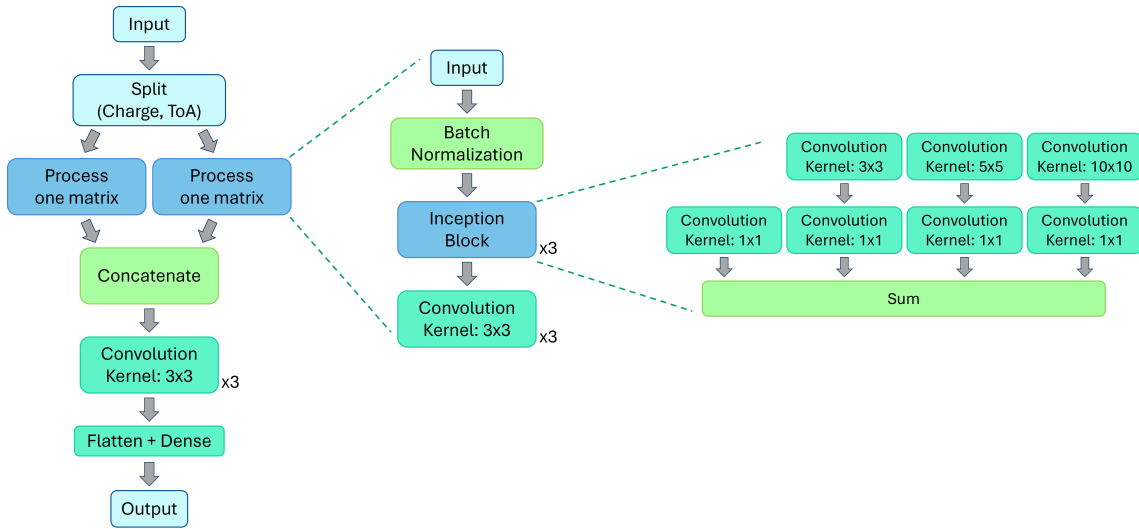 Input
Split
(Charge, ToA)
Process
one matrix
Process
one matrix
Concatenate
Convolution
Kernel: 3x3
x3
Flatten + Dense
Output
Input
Batch
Normalization
Inception
Block
x3
Convolution
Kernel: 3x3
x3
Convolution
Kernel: 3x3
Convolution
Kernel: 5x5
Convolution
Kernel: 10x10
Convolution
Kernel: 1x1
Convolution
Kernel: 1x1
Convolution
Kernel: 1x1
Convolution
Kernel: 1x1
Sum